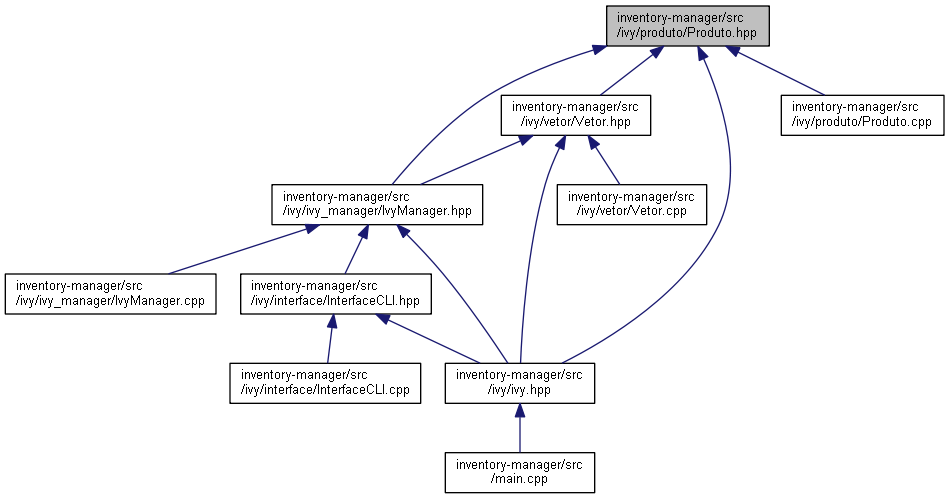 inventory-manager/src
/ivy/produto/Produto.hpp
inventory-manager/src
/ivy/vetor/Vetor.hpp
inventory-manager/src
/ivy/produto/Produto.cpp
inventory-manager/src
/ivy/ivy_manager/IvyManager.hpp
inventory-manager/src
/ivy/vetor/Vetor.cpp
inventory-manager/src
/ivy/ivy_manager/IvyManager.cpp
inventory-manager/src
/ivy/interface/InterfaceCLI.hpp
inventory-manager/src
/ivy/interface/InterfaceCLI.cpp
inventory-manager/src
/ivy/ivy.hpp
inventory-manager/src
/main.cpp